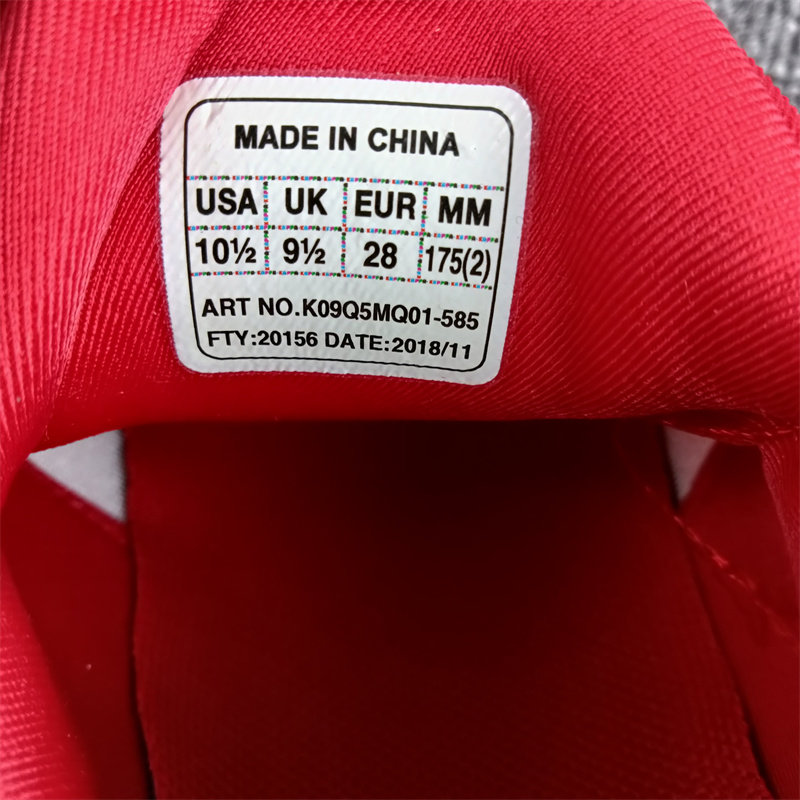 MADE IN CHINA
USA UK EUR MM
10½ 9½ 28 175(2)
ART NO.K09Q5MQ01-585
FTY:20156 DATE:2018/11